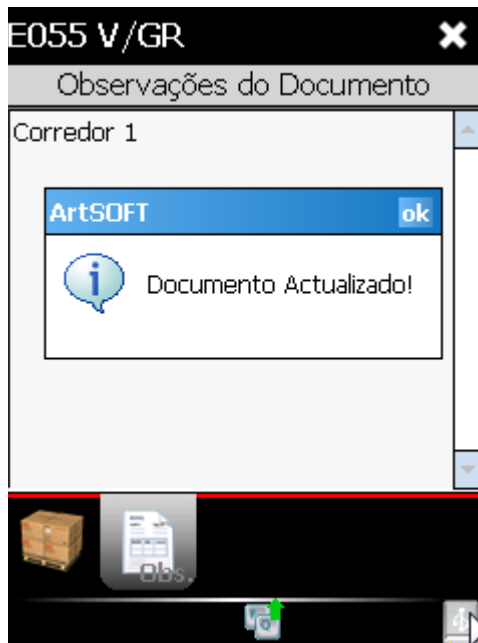 E055 V/GR
Observações do Documento
Corredor 1
ArtSOFT ok
Documento Actualizado!
Obs.